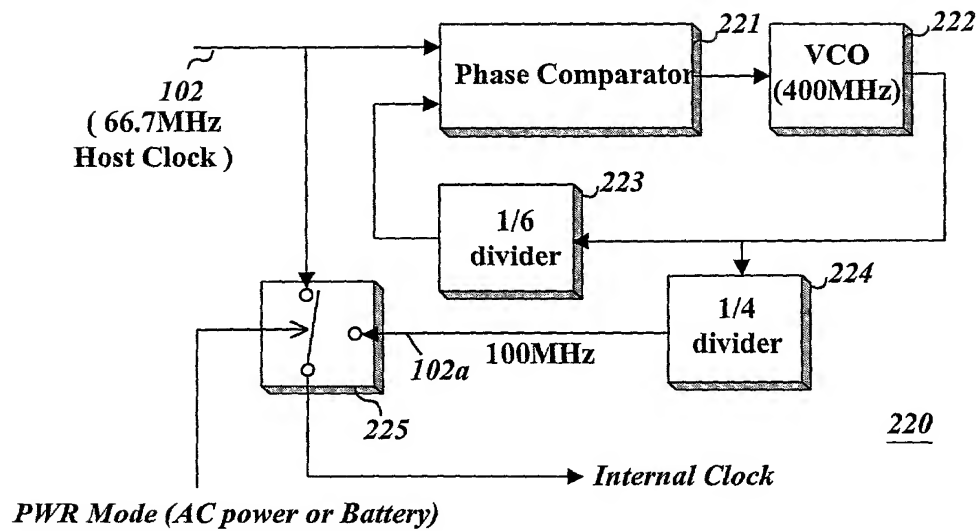 221
222
Phase Comparator
VCO
(400MHz)
102
( 66.7MHz
Host Clock )
223
1/6
divider
224
1/4
divider
100MHz
102a
225
220
Internal Clock
PWR Mode (AC power or Battery)